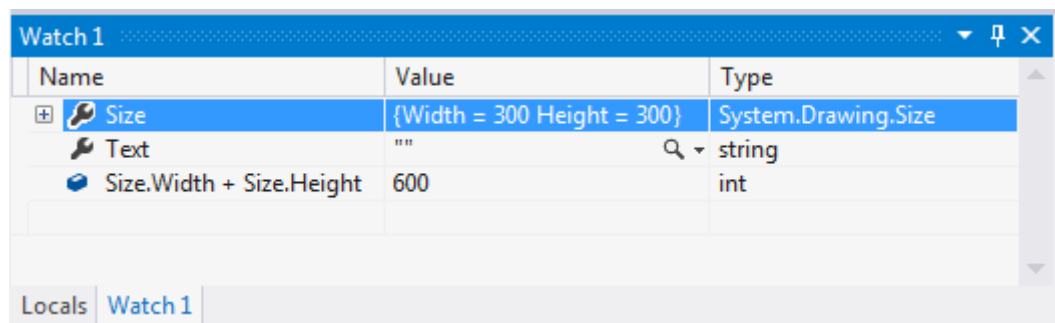 Watch 1
Name Value Type
Size {Width = 300 Height = 300} System.Drawing.Size
Text "" string
Size.Width + Size.Height 600 int
Locals Watch 1